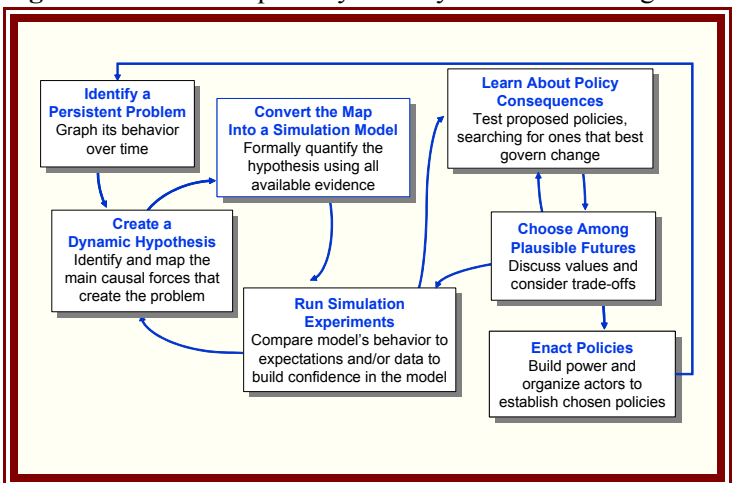 Identify a
Persistent Problem
Graph its behavior
over time
Convert the Map
Into a Simulation Model
Formally quantify the
hypothesis using all
available evidence
Learn About Policy
Consequences
Test proposed policies,
searching for ones that best
govern change
Create a
Dynamic Hypothesis
Identify and map the
main causal forces that
create the problem
Choose Among
Plausible Futures
Discuss values and
consider trade-offs
Run Simulation
Experiments
Compare model's behavior to
expectations and/or data to
build confidence in the model
Enact Policies
Build power and
organize actors to
establish chosen policies